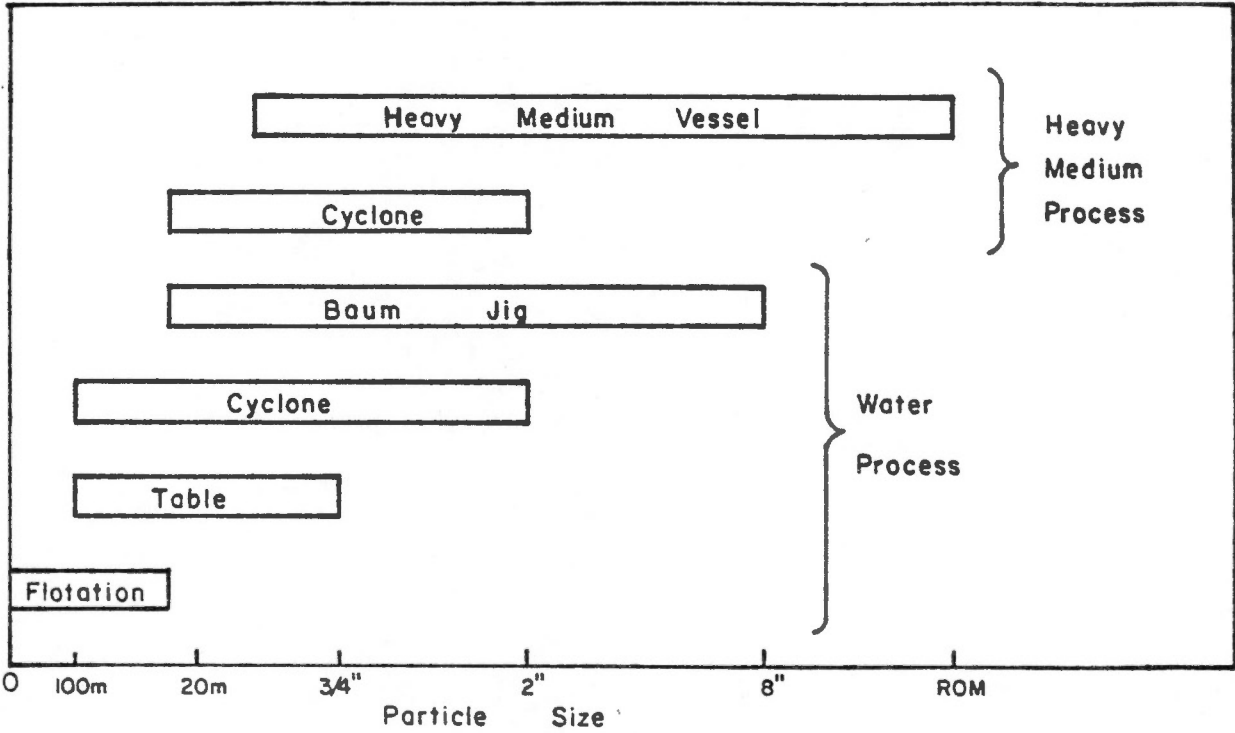 Heavy Medium Vessel
Cyclone
Heavy
Medium
Process
Baum Jig
Cyclone
Table
Flotation
Water
Process
0 100m 20m 3/4" 2" 8" ROM
Particle Size